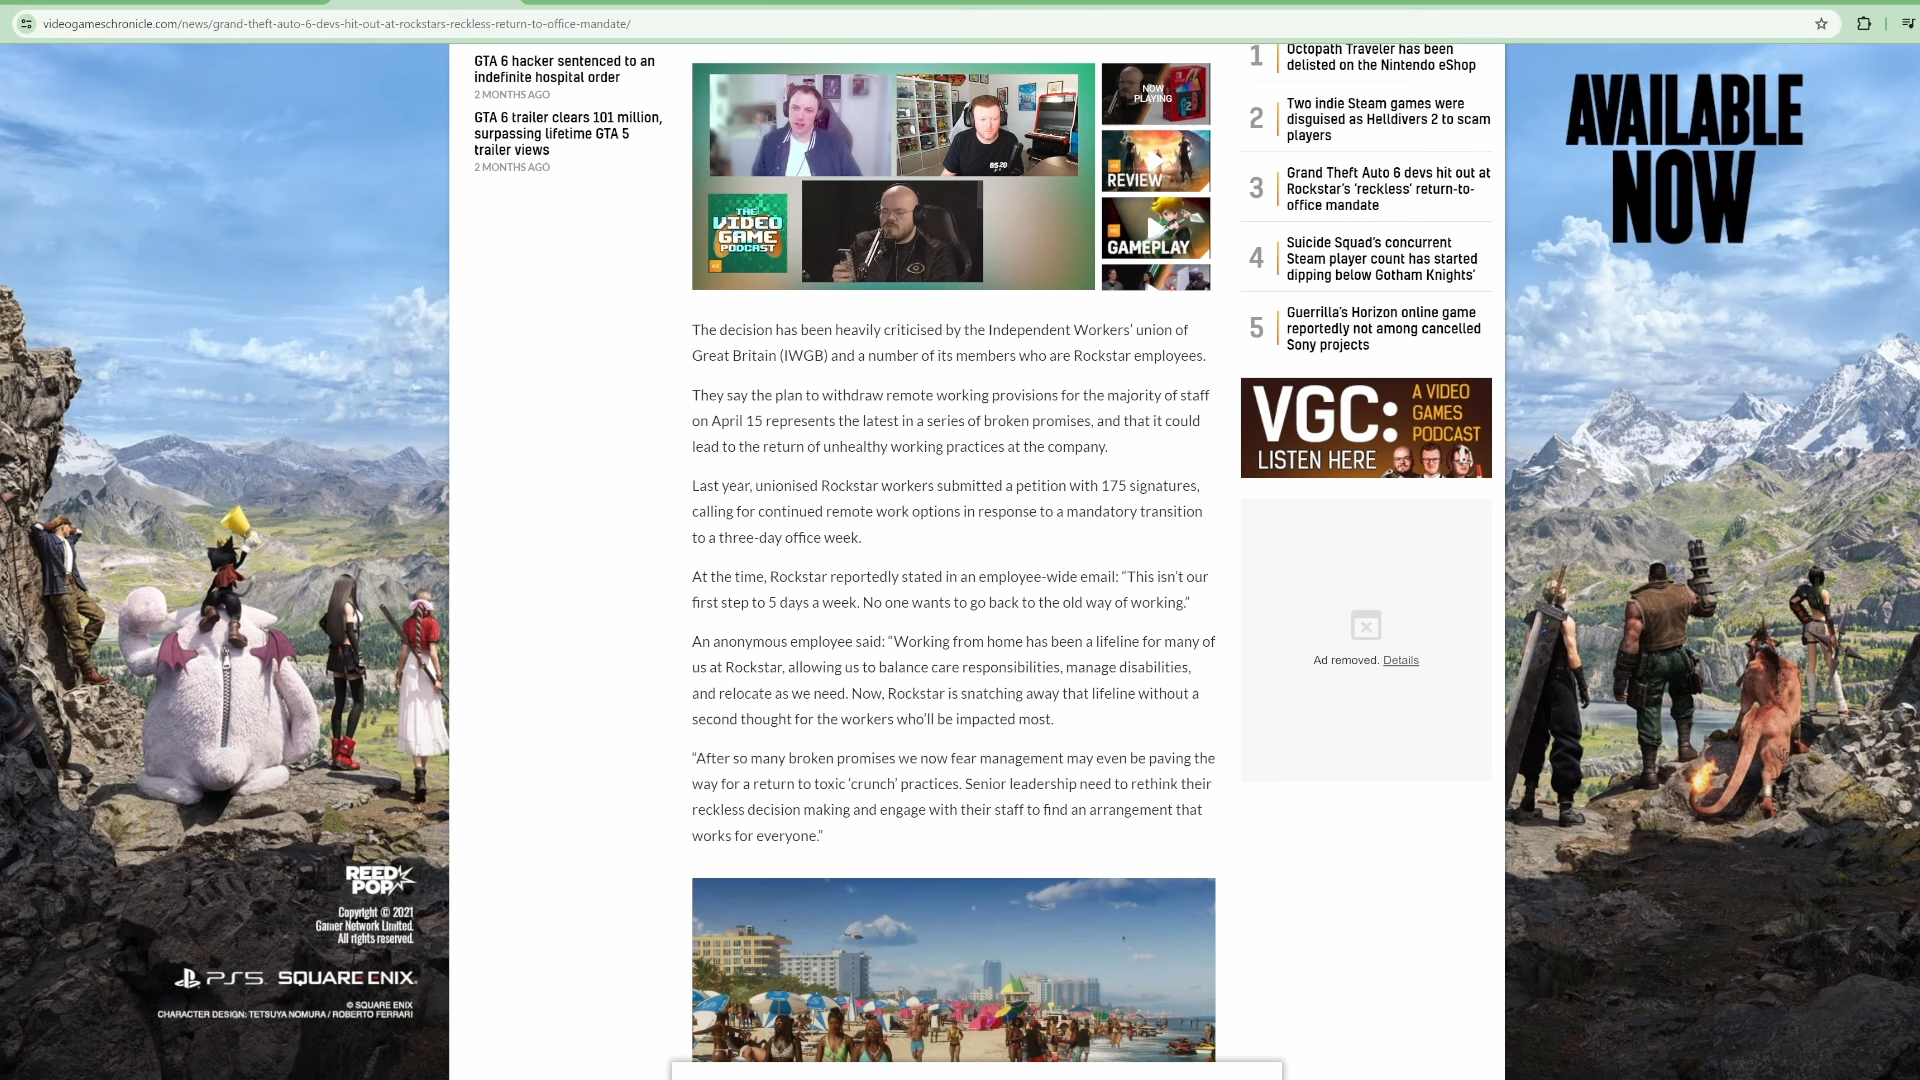 videogameschronicle.com/news/grand-theft-auto-6-devs-hit-out-at-rockstars-reckless-return-to-office-mandate/
GTA 6 hacker sentenced to an
indefinite hospital order
2 MONTHS AGO
GTA 6 trailer clears 101 million,
surpassing lifetime GTA 5
trailer views
2 MONTHS AGO
THE
VIDEO
GAME
PODCAST
85-20
NOW
PLAYING
REVIEW
GAMEPLAY
The decision has been heavily criticised by the Independent Workers’ union of
Great Britain (IWGB) and a number of its members who are Rockstar employees.
They say the plan to withdraw remote working provisions for the majority of staff
on April 15 represents the latest in a series of broken promises, and that it could
lead to the return of unhealthy working practices at the company.
Last year, unionised Rockstar workers submitted a petition with 175 signatures,
calling for continued remote work options in response to a mandatory transition
to a three-day office week.
At the time, Rockstar reportedly stated in an employee-wide email: “This isn’t our
first step to 5 days a week. No one wants to go back to the old way of working.”
An anonymous employee said: “Working from home has been a lifeline for many of
us at Rockstar, allowing us to balance care responsibilities, manage disabilities,
and relocate as we need. Now, Rockstar is snatching away that lifeline without a
second thought for the workers who’ll be impacted most.
“After so many broken promises we now fear management may even be paving the
way for a return to toxic ‘crunch’ practices. Senior leadership need to rethink their
reckless decision making and engage with their staff to find an arrangement that
works for everyone.”
1
Octopath Traveler has been
delisted on the Nintendo eShop
2
Two indie Steam games were
disguised as Helldivers 2 to scam
players
3
Grand Theft Auto 6 devs hit out at
Rockstar’s ‘reckless’ return-to-
office mandate
4
Suicide Squad’s concurrent
Steam player count has started
dipping below Gotham Knights’
5
Guerrilla’s Horizon online game
reportedly not among cancelled
Sony projects
VGC:
A VIDEO
GAMES
PODCAST
LISTEN HERE
Ad removed. Details
AVAILABLE
NOW
REED
POP
Copyright © 2021
Gamer Network Limited.
All rights reserved.
PS5 SQUARE ENIX.
© SQUARE ENIX
CHARACTER DESIGN: TETSUYA NOMURA / ROBERTO FERRARI